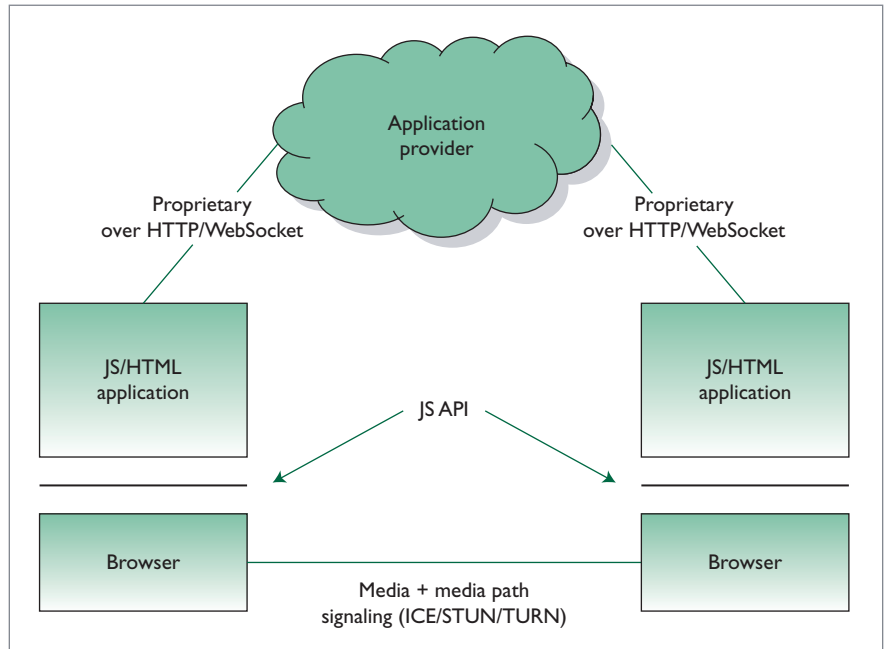 Application
provider
Proprietary
over HTTP/WebSocket
Proprietary
over HTTP/WebSocket
JS/HTML
application
JS/HTML
application
JS API
Browser
Browser
Media + media path
signaling (ICE/STUN/TURN)